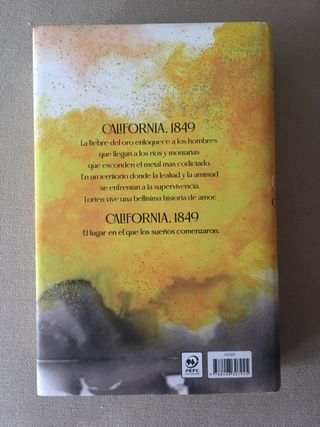 CALIFORNIA, 1849
La fiebre del oro enloquece a los hombres
que llegan a los ríos y montañas
que esconden el metal más codiciado.
En un territorio donde la lealtad y la amistad
se enfrentan a la supervivencia,
Lorién vive una bellísima historia de amor.
CALIFORNIA, 1849
El lugar en el que los sueños comenzaron.
PEFC